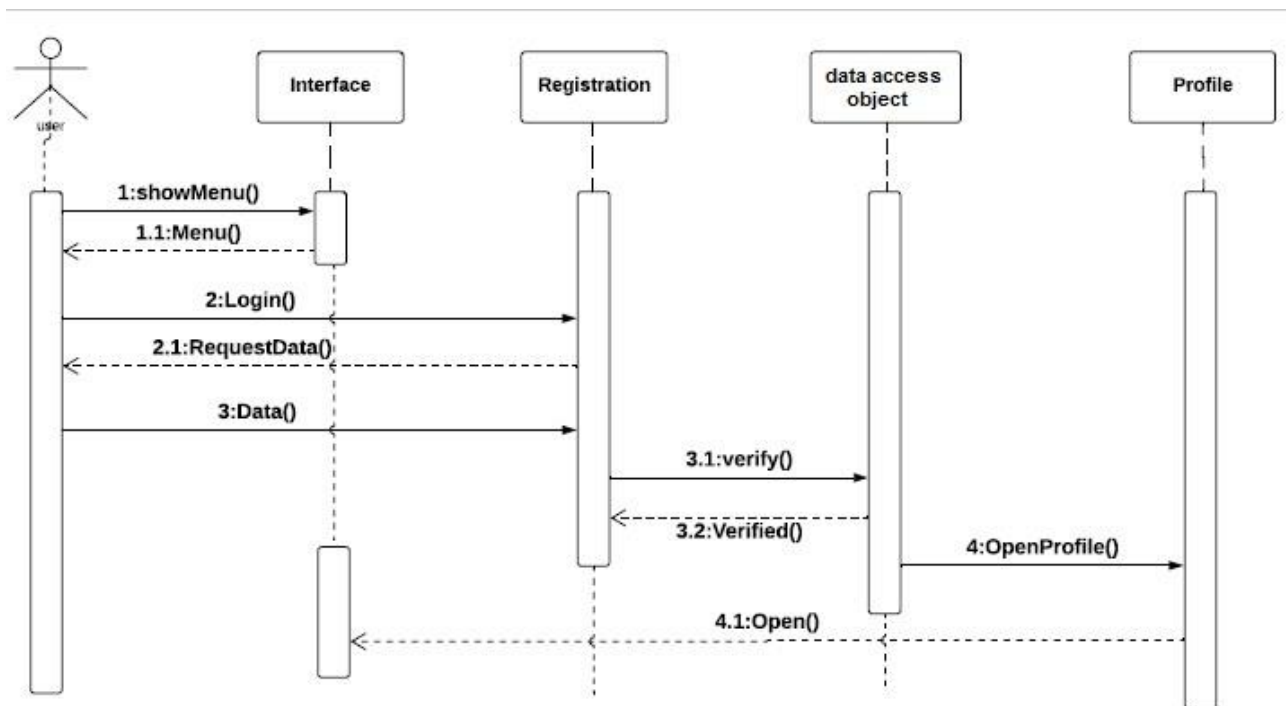 user
Interface
Registration
data access
object
Profile
1:showMenu()
1.1:Menu()
2:Login()
2.1:RequestData()
3:Data()
3.1:verify()
3.2:Verified()
4:OpenProfile()
4.1:Open()